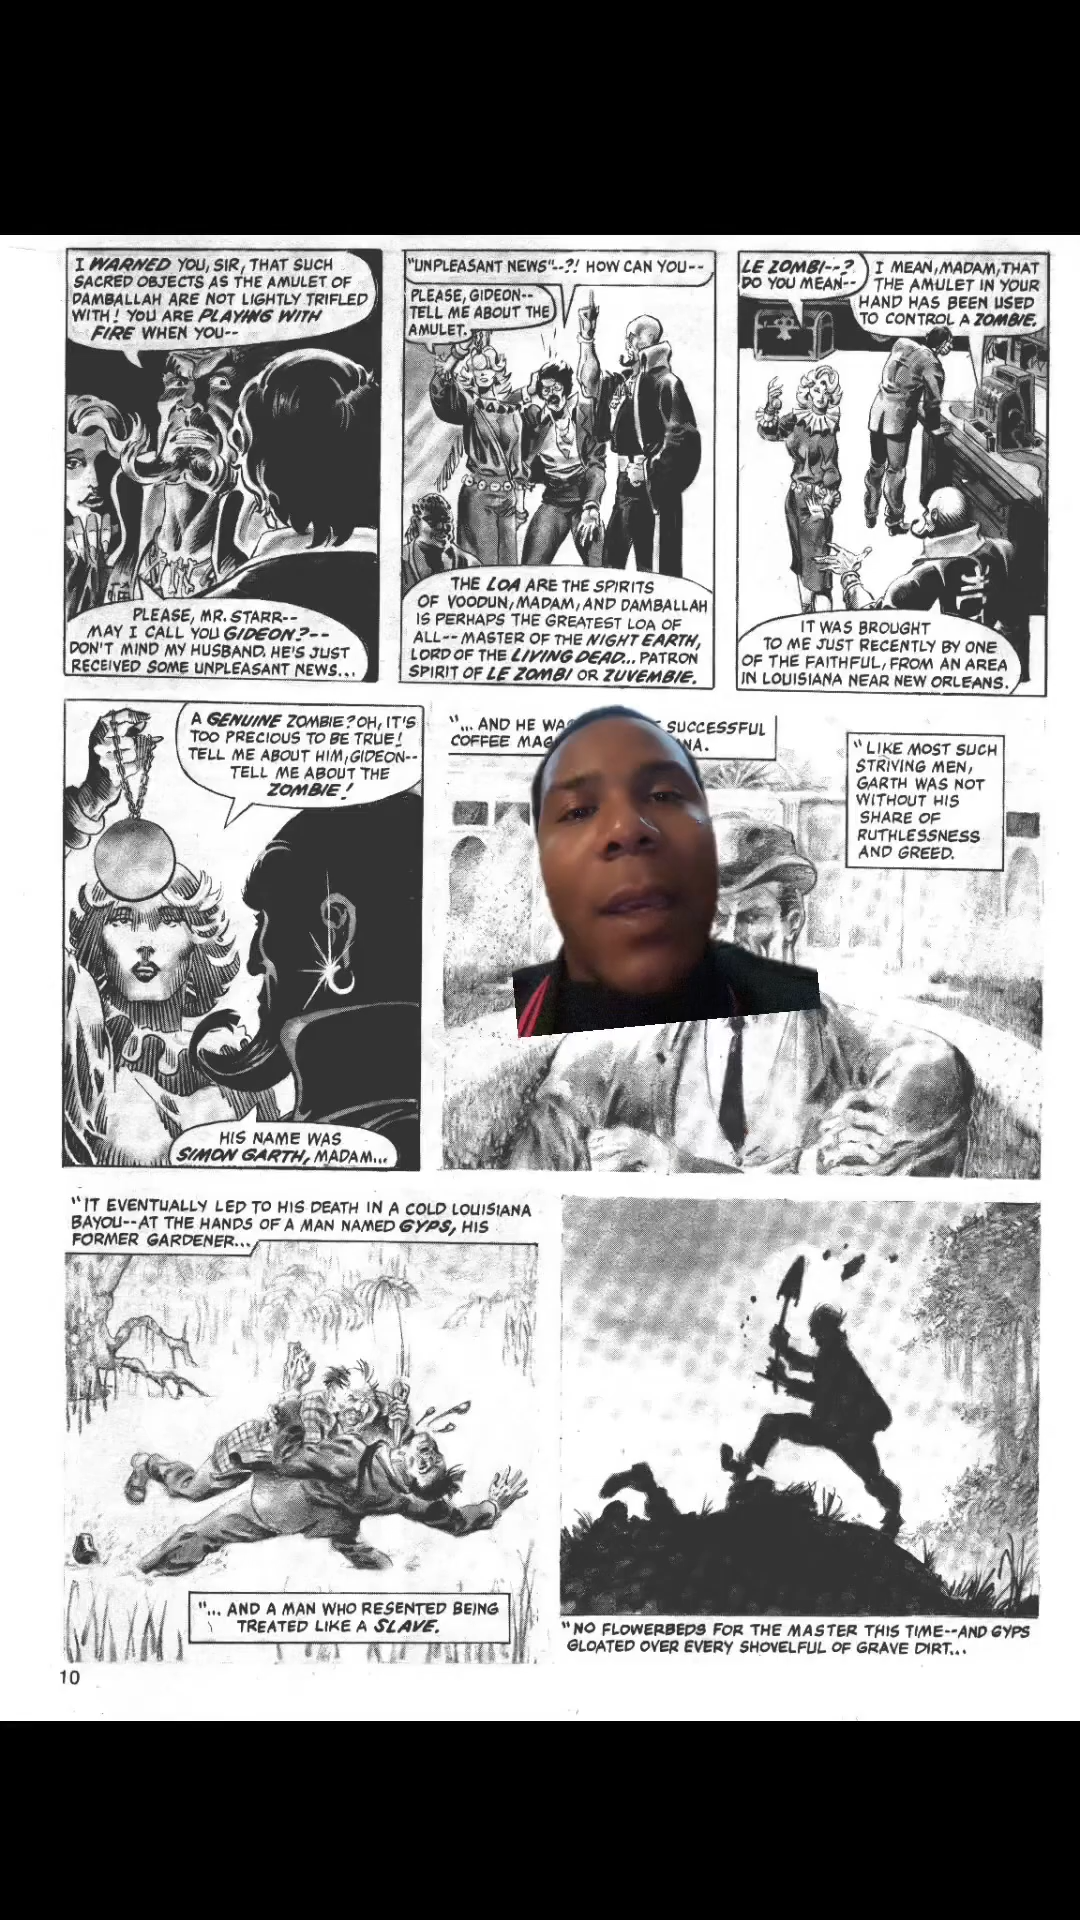 I WARNED YOU, SIR, THAT SUCH
SACRED OBJECTS AS THE AMULET OF
DAMBALLAH ARE NOT LIGHTLY TRIFLED
WITH! YOU ARE PLAYING WITH
FIRE WHEN YOU--
PLEASE, MR. STARR--
MAY I CALL YOU GIDEON?--
DON'T MIND MY HUSBAND. HE'S JUST
RECEIVED SOME UNPLEASANT NEWS...
"UNPLEASANT NEWS"--?! HOW CAN YOU--
PLEASE, GIDEON--
TELL ME ABOUT THE
AMULET.
THE LOA ARE THE SPIRITS
OF VOODUN, MADAM, AND DAMBALLAH
IS PERHAPS THE GREATEST LOA OF
ALL-- MASTER OF THE NIGHT EARTH,
LORD OF THE LIVING DEAD... PATRON
SPIRIT OF LE ZOMBI OR ZUVEMBIE.
LE ZOMBI--?
DO YOU MEAN--
I MEAN, MADAM, THAT
THE AMULET IN YOUR
HAND HAS BEEN USED
TO CONTROL A ZOMBIE.
IT WAS BROUGHT
TO ME JUST RECENTLY BY ONE
OF THE FAITHFUL, FROM AN AREA
IN LOUISIANA NEAR NEW ORLEANS.
A GENUINE ZOMBIE? OH, IT'S
TOO PRECIOUS TO BE TRUE!
TELL ME ABOUT HIM, GIDEON--
TELL ME ABOUT THE
ZOMBIE!
HIS NAME WAS
SIMON GARTH, MADAM...
"... AND HE WA SUCCESSFUL
COFFEE MAG NA.
"LIKE MOST SUCH
STRIVING MEN,
GARTH WAS NOT
WITHOUT HIS
SHARE OF
RUTHLESSNESS
AND GREED.
"IT EVENTUALLY LED TO HIS DEATH IN A COLD LOUISIANA
BAYOU--AT THE HANDS OF A MAN NAMED GYPS, HIS
FORMER GARDENER...
"... AND A MAN WHO RESENTED BEING
TREATED LIKE A SLAVE.
"NO FLOWERBEDS FOR THE MASTER THIS TIME--AND GYPS
GLOATED OVER EVERY SHOVELFUL OF GRAVE DIRT...
10